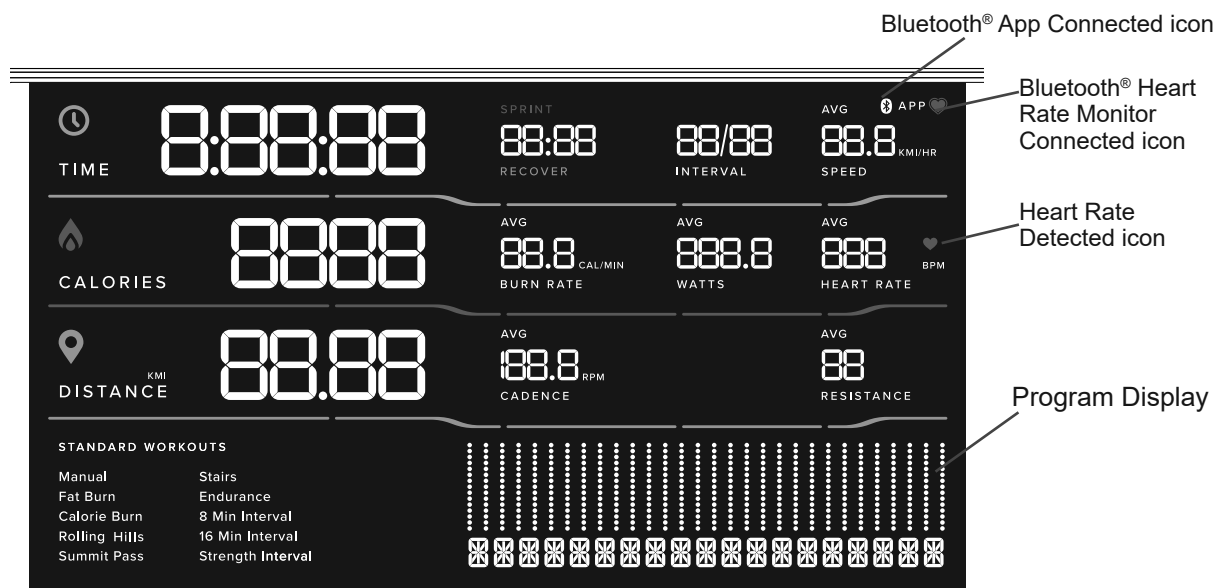 Bluetooth® App Connected icon
Bluetooth® Heart
Rate Monitor
Connected icon
Heart Rate
Detected icon
Program Display
TIME
8:88:88
SPRINT
88:88
RECOVER
88/88
INTERVAL
AVG
APP
88.8 KMI/HR
SPEED
CALORIES
8888
AVG
88.8 CAL/MIN
BURN RATE
AVG
888.8
WATTS
AVG
888
BPM
HEART RATE
KMI
DISTANCE
88.88
AVG
188.8 RPM
CADENCE
AVG
88
RESISTANCE
STANDARD WORKOUTS
Manual
Fat Burn
Calorie Burn
Rolling Hills
Summit Pass
Stairs
Endurance
8 Min Interval
16 Min Interval
Strength Interval